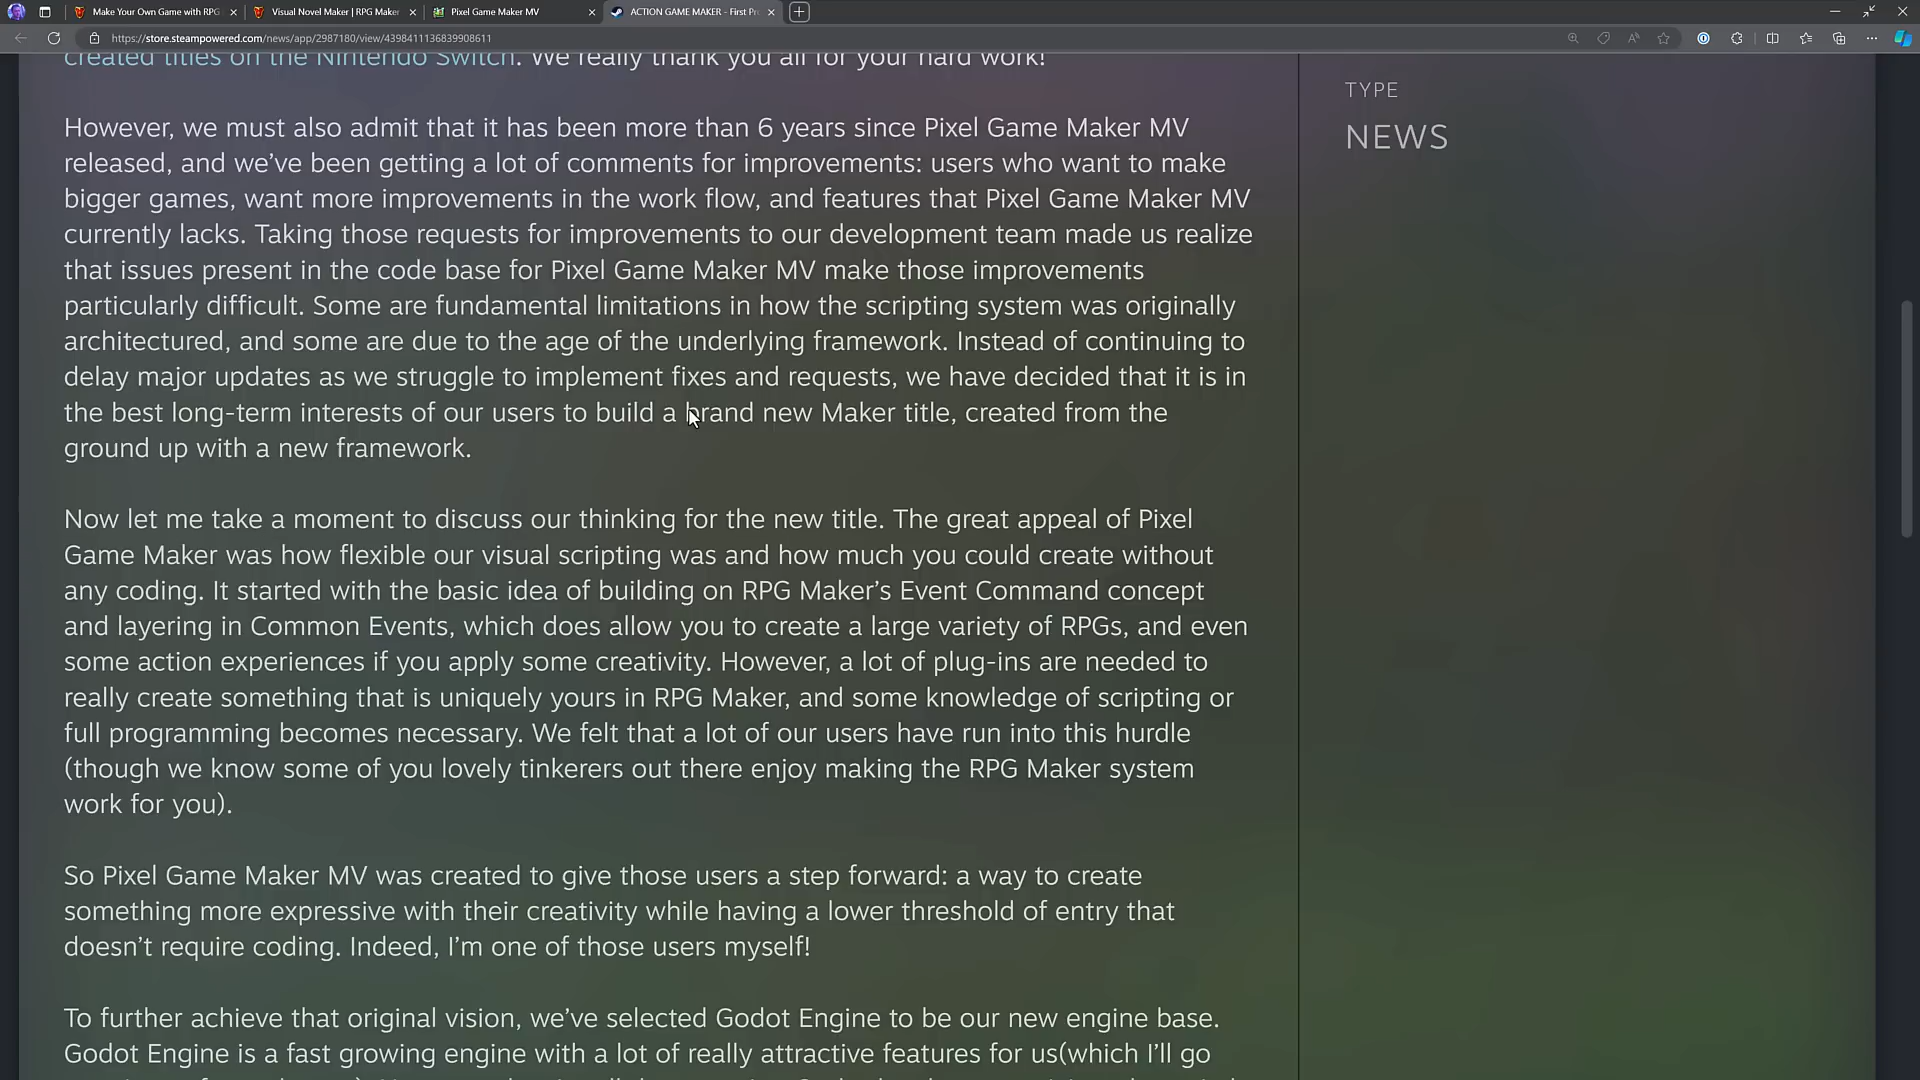 Make Your Own Game with RPG
Visual Novel Maker | RPG Maker
Pixel Game Maker MV
ACTION GAME MAKER - First Pr
https://store.steampowered.com/news/app/2987180/view/4398411136839908611
created titles on the Nintendo Switch. We really thank you all for your hard work!
TYPE
NEWS
However, we must also admit that it has been more than 6 years since Pixel Game Maker MV
released, and we've been getting a lot of comments for improvements: users who want to make
bigger games, want more improvements in the work flow, and features that Pixel Game Maker MV
currently lacks. Taking those requests for improvements to our development team made us realize
that issues present in the code base for Pixel Game Maker MV make those improvements
particularly difficult. Some are fundamental limitations in how the scripting system was originally
architectured, and some are due to the age of the underlying framework. Instead of continuing to
delay major updates as we struggle to implement fixes and requests, we have decided that it is in
the best long-term interests of our users to build a brand new Maker title, created from the
ground up with a new framework.
Now let me take a moment to discuss our thinking for the new title. The great appeal of Pixel
Game Maker was how flexible our visual scripting was and how much you could create without
any coding. It started with the basic idea of building on RPG Maker's Event Command concept
and layering in Common Events, which does allow you to create a large variety of RPGs, and even
some action experiences if you apply some creativity. However, a lot of plug-ins are needed to
really create something that is uniquely yours in RPG Maker, and some knowledge of scripting or
full programming becomes necessary. We felt that a lot of our users have run into this hurdle
(though we know some of you lovely tinkerers out there enjoy making the RPG Maker system
work for you).
So Pixel Game Maker MV was created to give those users a step forward: a way to create
something more expressive with their creativity while having a lower threshold of entry that
doesn't require coding. Indeed, I'm one of those users myself!
To further achieve that original vision, we've selected Godot Engine to be our new engine base.
Godot Engine is a fast growing engine with a lot of really attractive features for us(which I'll go